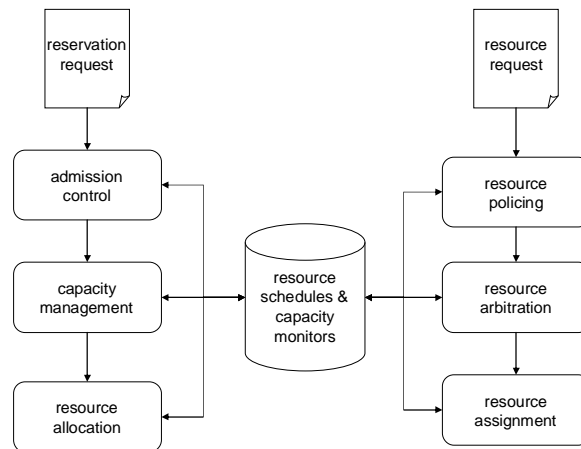 reservation
request
resource
request
admission
control
resource
policing
capacity
management
resource
schedules &
capacity
monitors
resource
arbitration
resource
allocation
resource
assignment